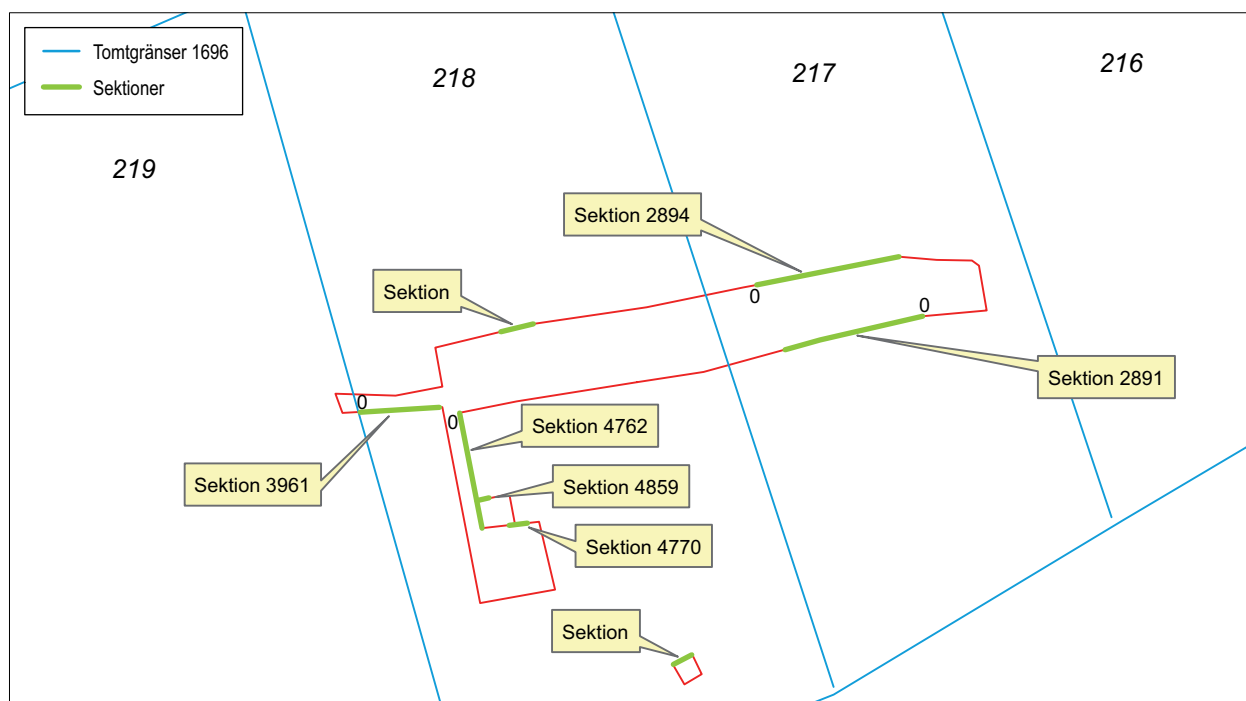 Tomtgränser 1696
Sektioner
218
217
216
219
Sektion 2894
Sektion
0
0
Sektion 2891
0
0
Sektion 4762
Sektion 3961
Sektion 4859
Sektion 4770
Sektion